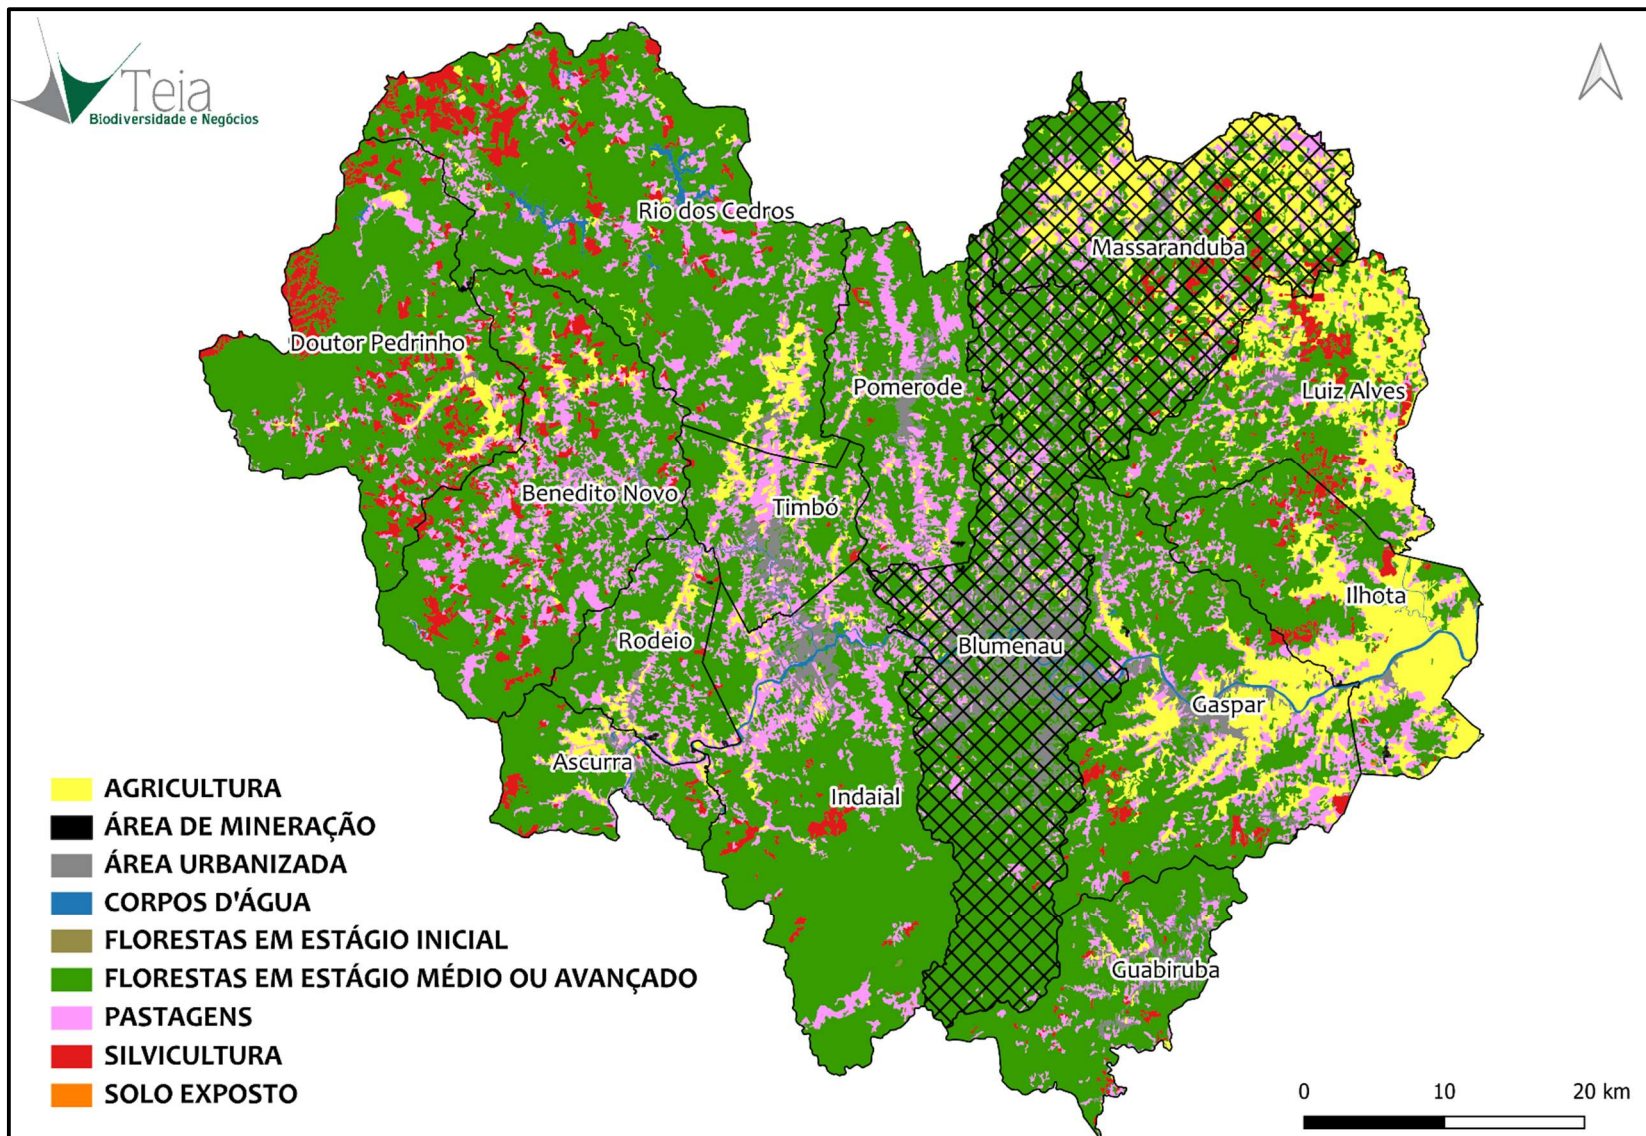 Teia
Biodiversidade e Negócios
Rio dos Cedros
Massaranduba
Doutor Pedrinho
Pomerode
Luiz Alves
Benedito Novo
Timbó
Ilhota
Rodeio
Blumenau
Gaspar
Ascurra
Indaial
Guabiruba
AGRICULTURA
ÁREA DE MINERAÇÃO
ÁREA URBANIZADA
CORPOS D'ÁGUA
FLORESTAS EM ESTÁGIO INICIAL
FLORESTAS EM ESTÁGIO MÉDIO OU AVANÇADO
PASTAGENS
SILVICULTURA
SOLO EXPOSTO
0 10 20 km